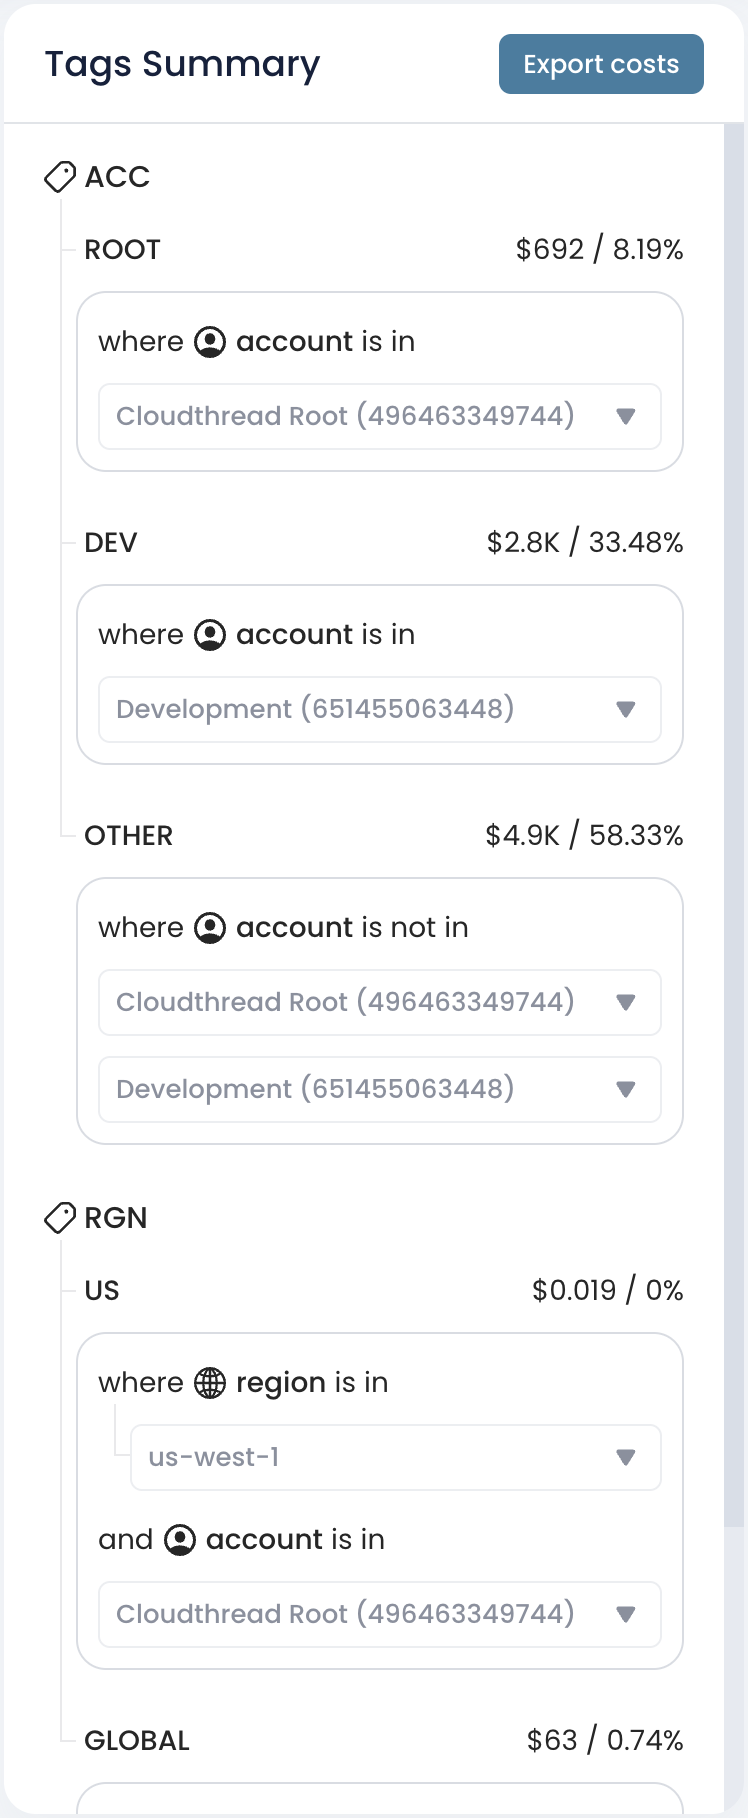 Tags Summary
Export costs
ACC
ROOT $692 / 8.19%
where account is in
Cloudthread Root (496463349744)
DEV $2.8K / 33.48%
where account is in
Development (651455063448)
OTHER $4.9K / 58.33%
where account is not in
Cloudthread Root (496463349744)
Development (651455063448)
RGN
US $0.019 / 0%
where region is in
us-west-1
and account is in
Cloudthread Root (496463349744)
GLOBAL $63 / 0.74%